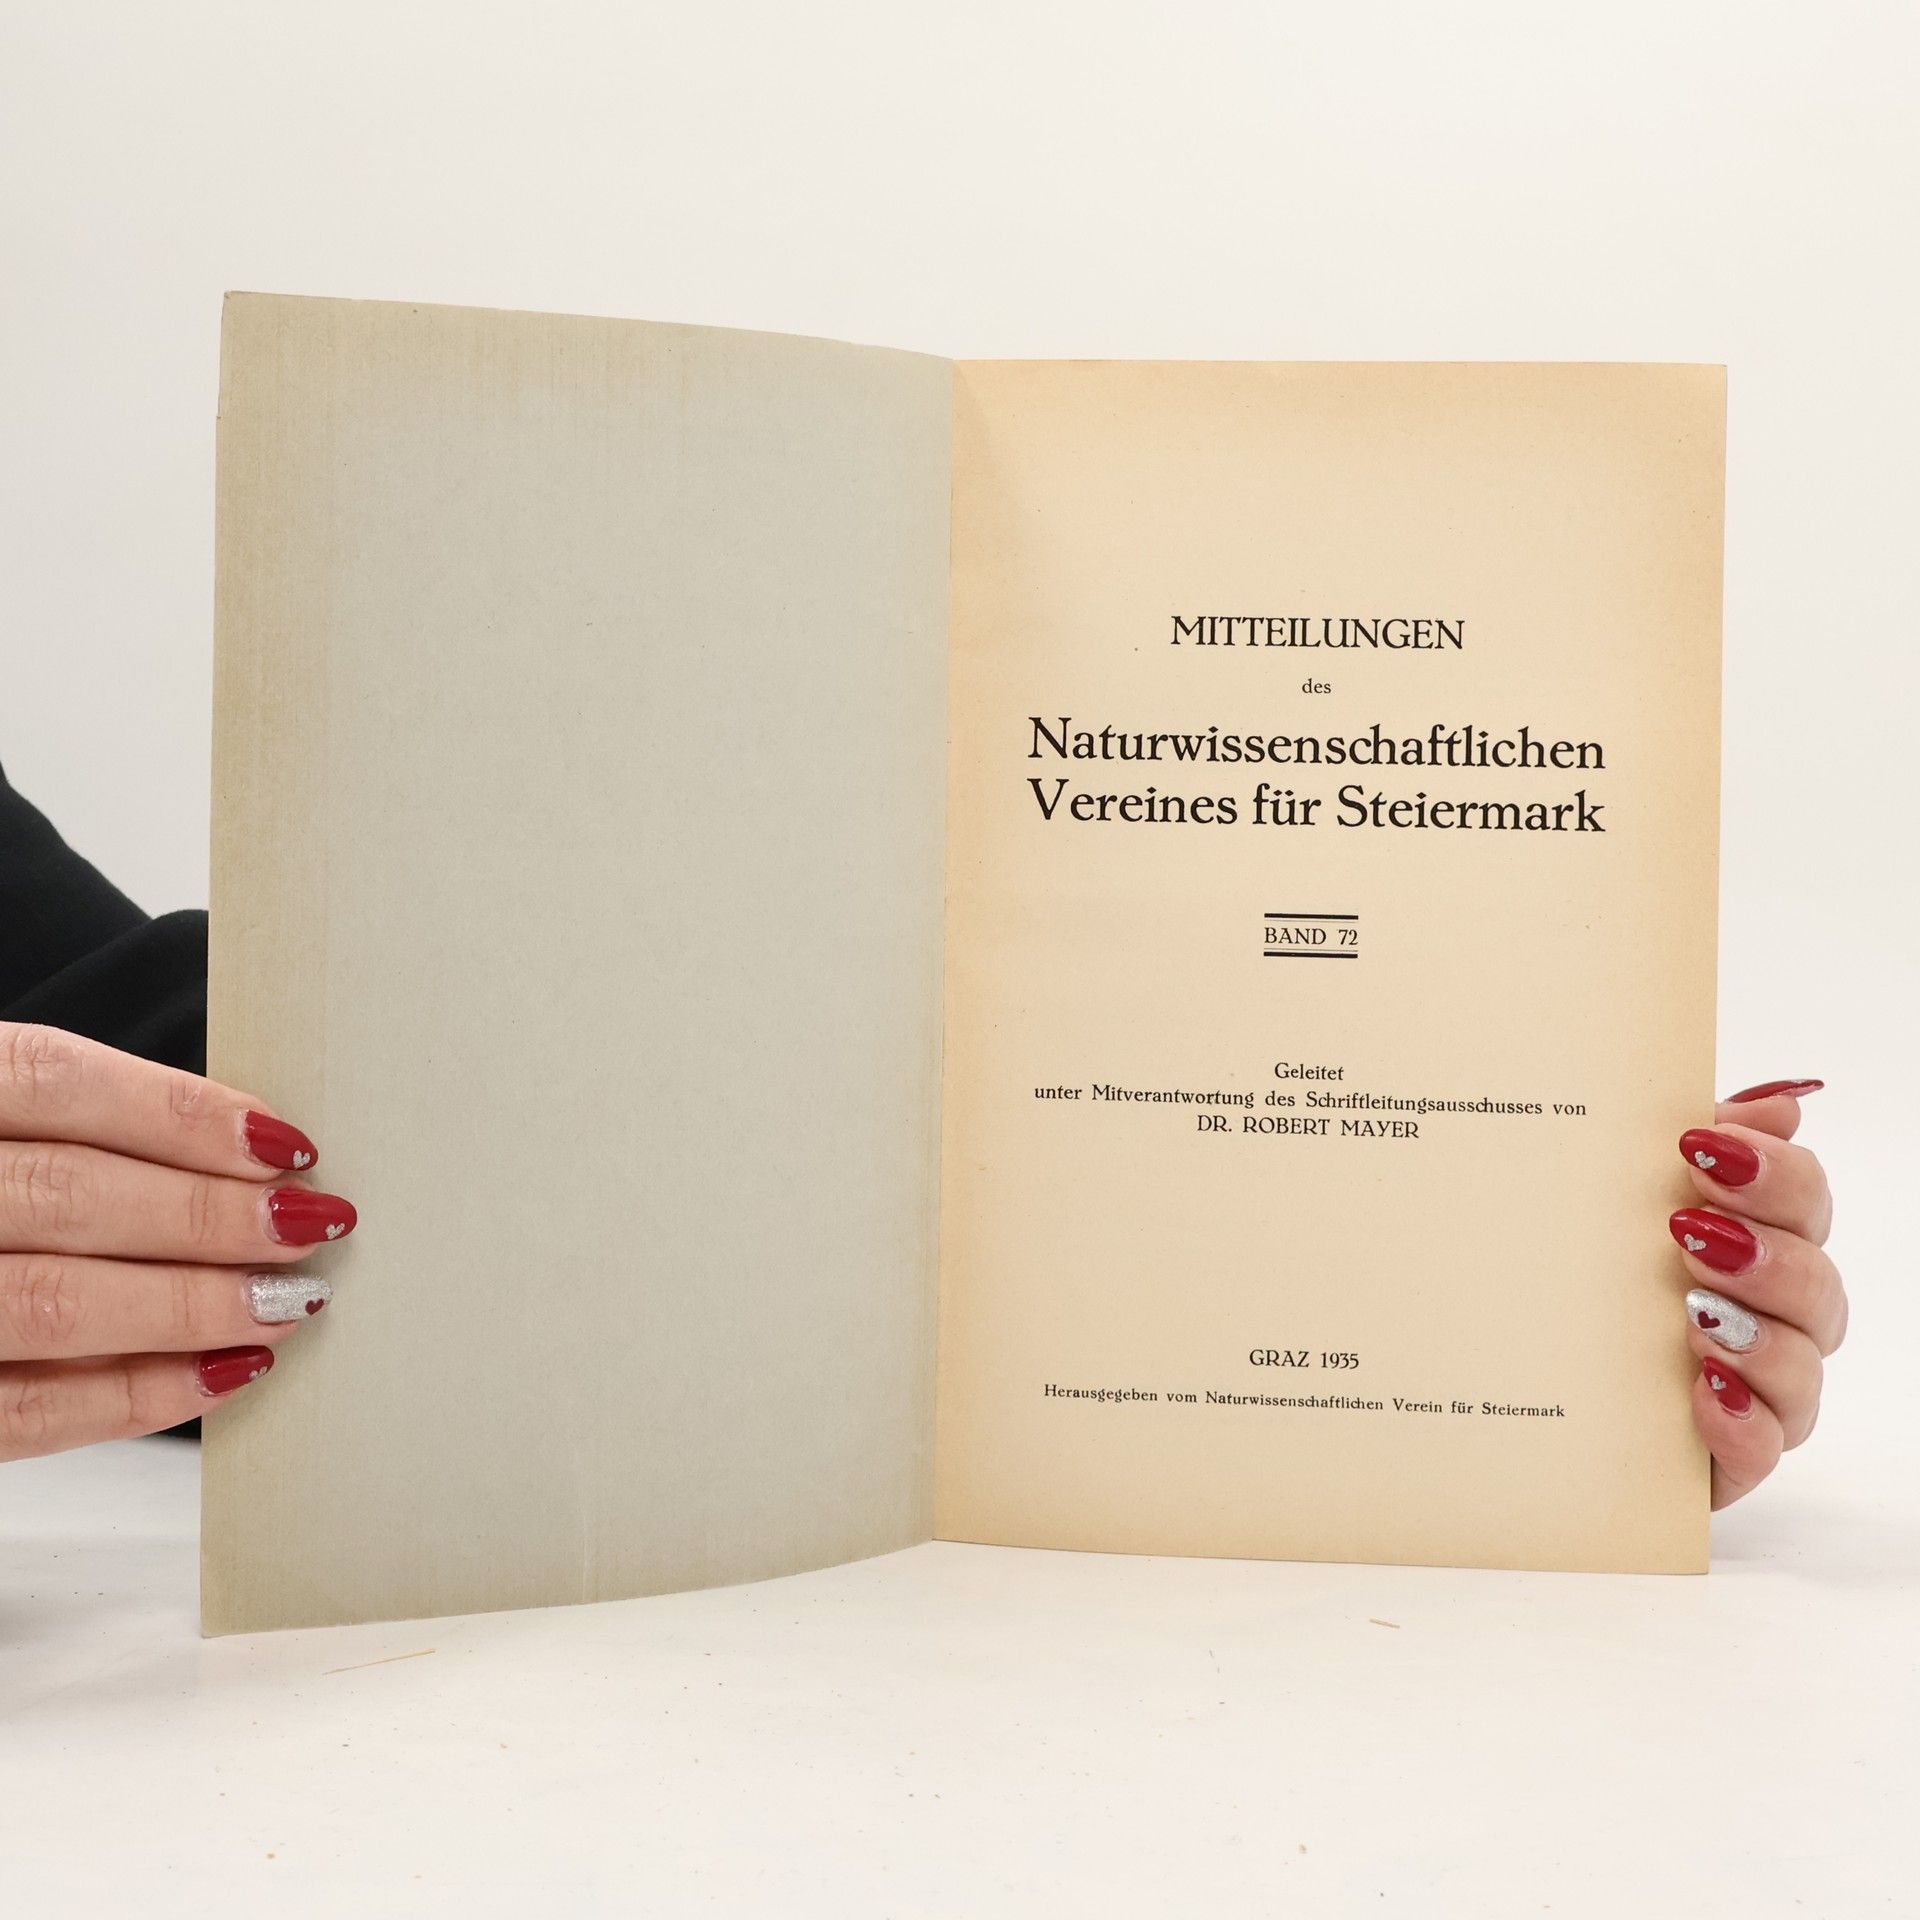 MITTEILUNGEN
des
Naturwissenschaftlichen
Vereines für Steiermark
BAND 72
Geleitet
unter Mitverantwortung des Schriftleitungsausschusses von
DR. ROBERT MAYER
GRAZ 1935
Herausgegeben vom Naturwissenschaftlichen Verein für Steiermark